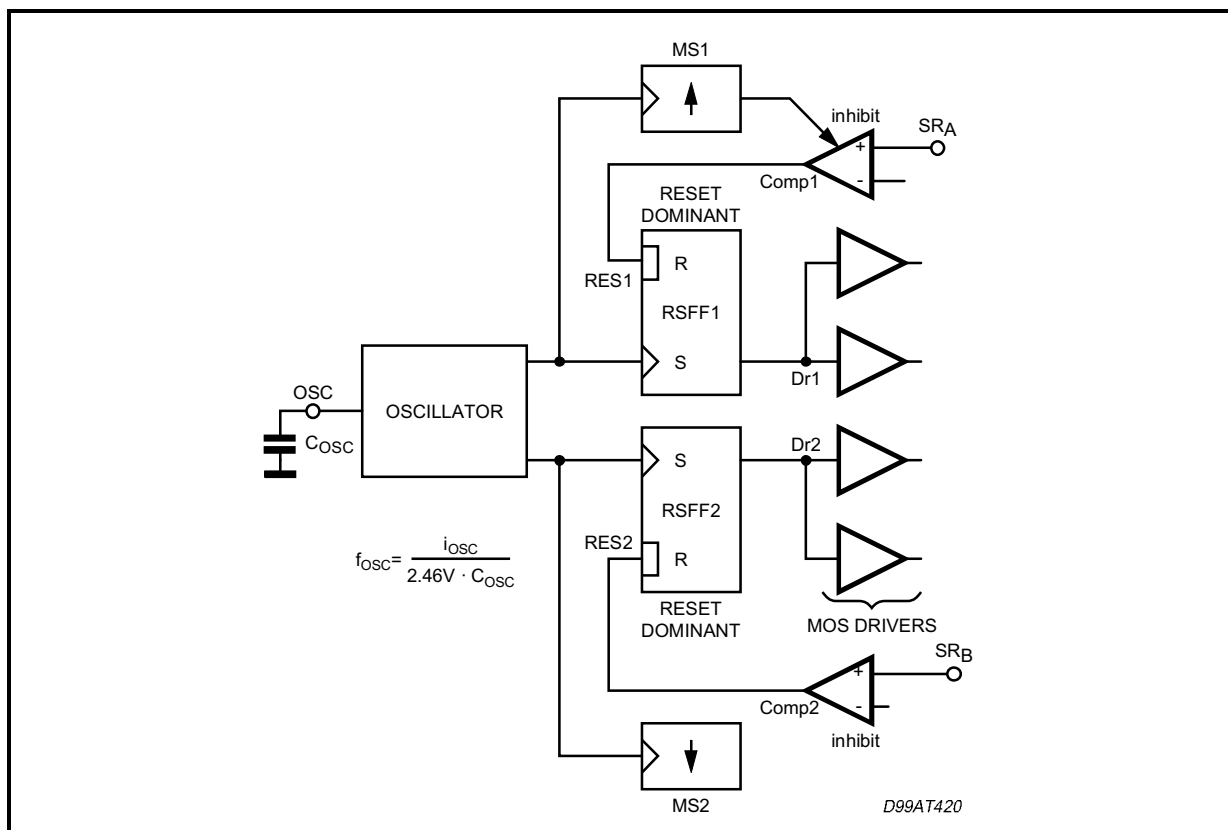 MS1
inhibit
SRA
+
-
Comp1
RESET
DOMINANT
R
RES1
RSFF1
S
Dr1
OSC
OSCILLATOR
COSC
S
Dr2
RSFF2
RES2
R
fOSC= iOSC / 2.46V · COSC
RESET
DOMINANT
MOS DRIVERS
SRB
+
-
Comp2
inhibit
MS2
D99AT420